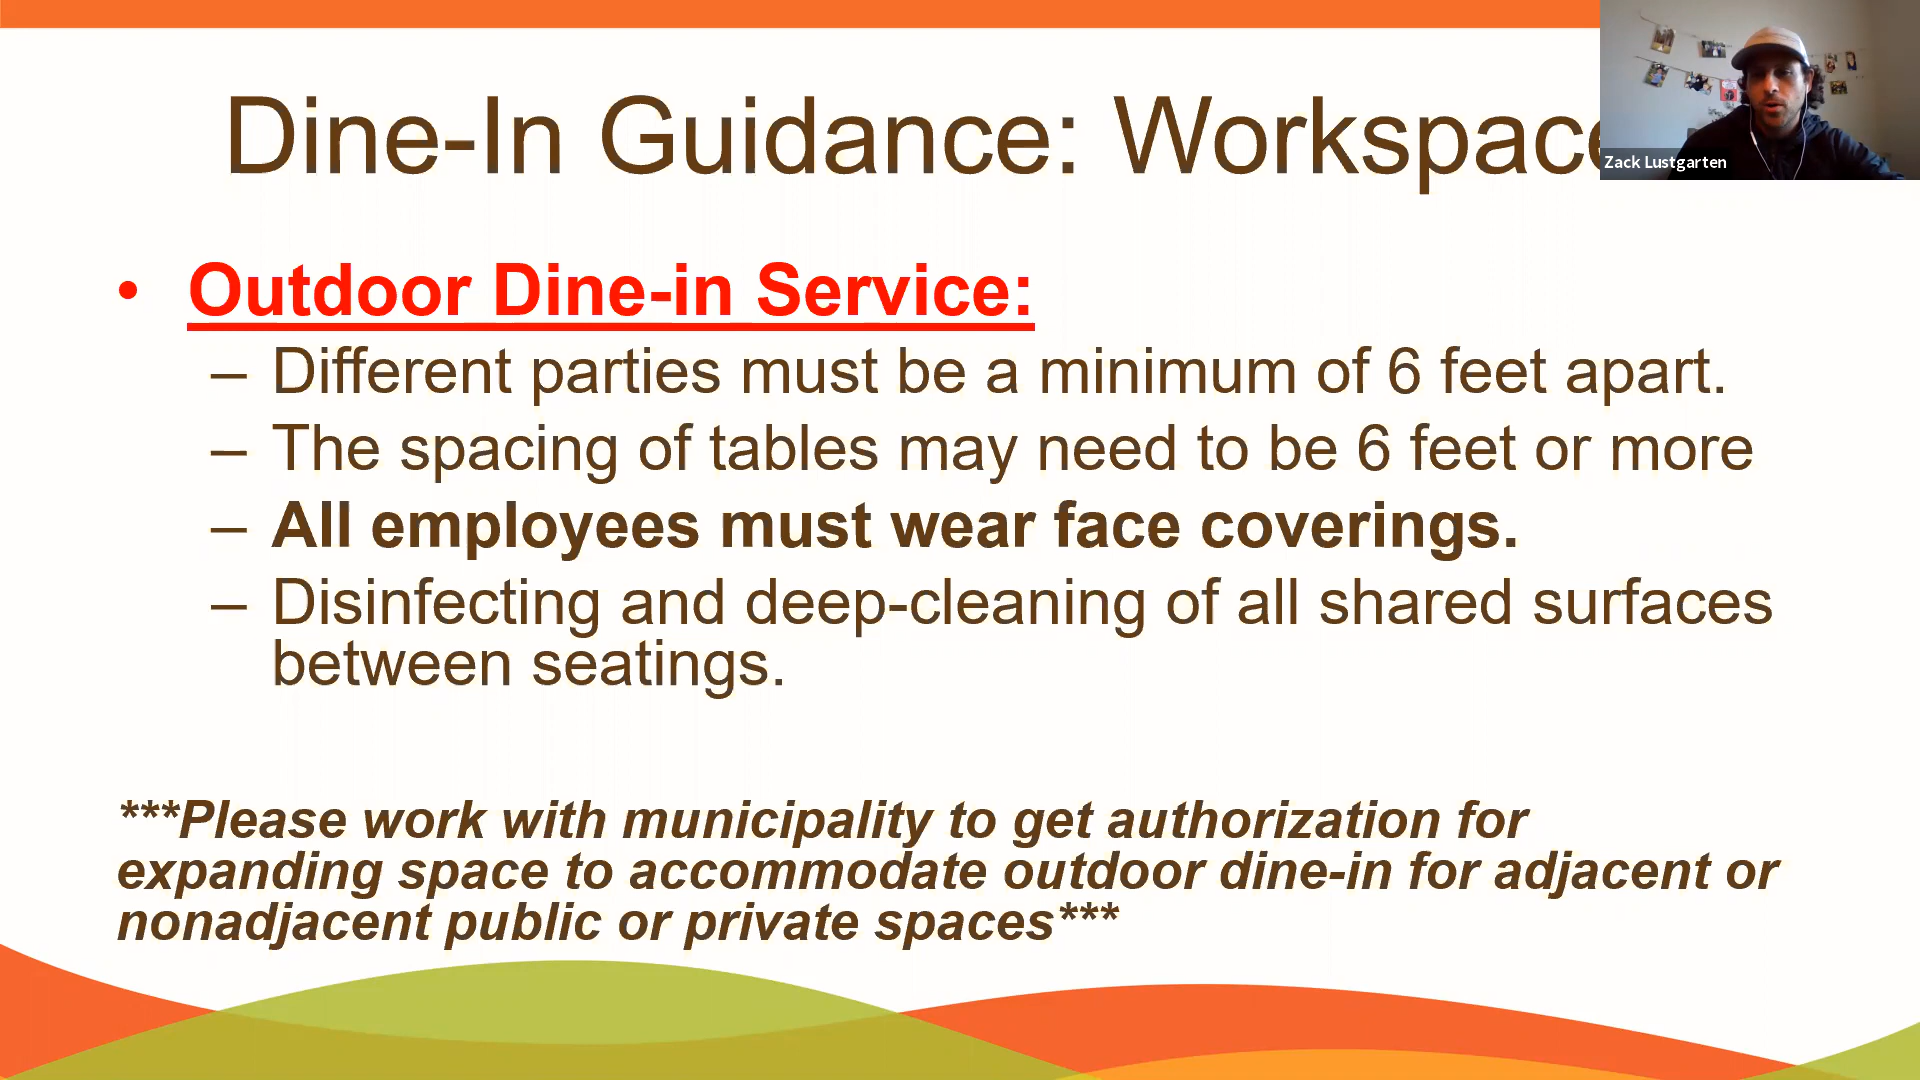 Dine-In Guidance: Workspace
Zack Lustgarten
• Outdoor Dine-in Service:
– Different parties must be a minimum of 6 feet apart.
– The spacing of tables may need to be 6 feet or more
– All employees must wear face coverings.
– Disinfecting and deep-cleaning of all shared surfaces
between seatings.
***Please work with municipality to get authorization for
expanding space to accommodate outdoor dine-in for adjacent or
nonadjacent public or private spaces***